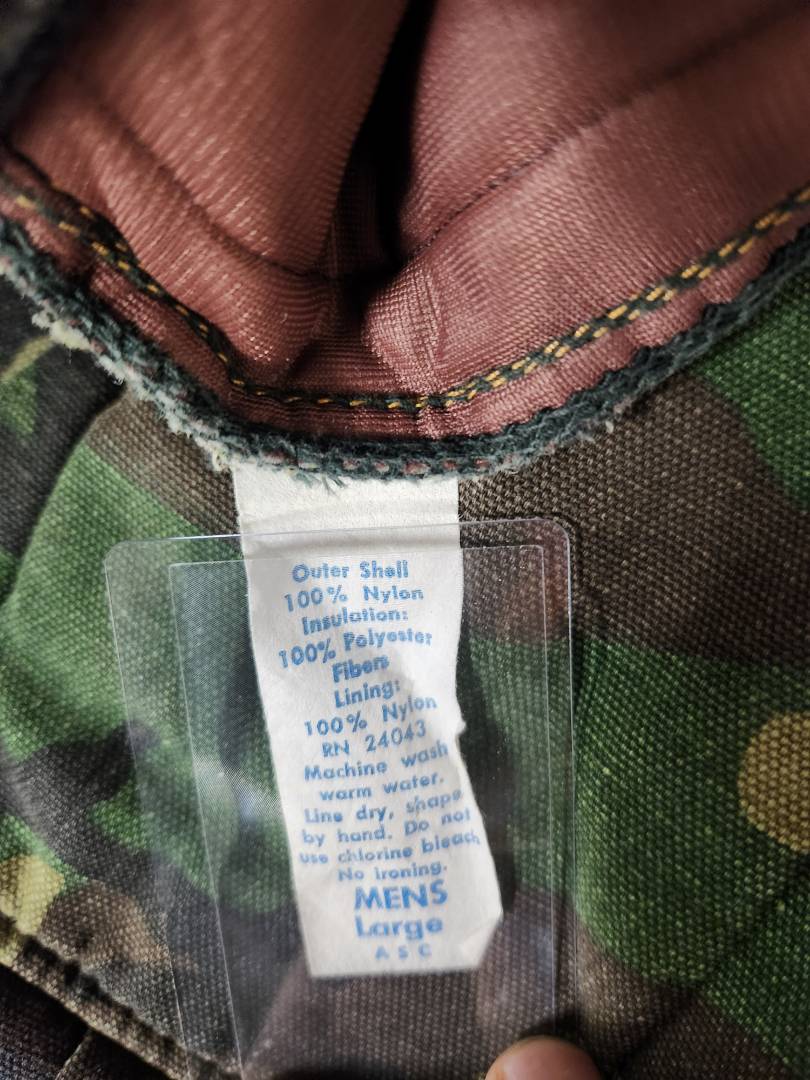 Outer Shell
100% Nylon
Insulation:
100% Polyester
Fibers
Lining:
100% Nylon
RN 24043
Machine wash
warm water.
Line dry, shape
by hand. Do not
use chlorine bleach
No ironing.
MENS
Large
A S C